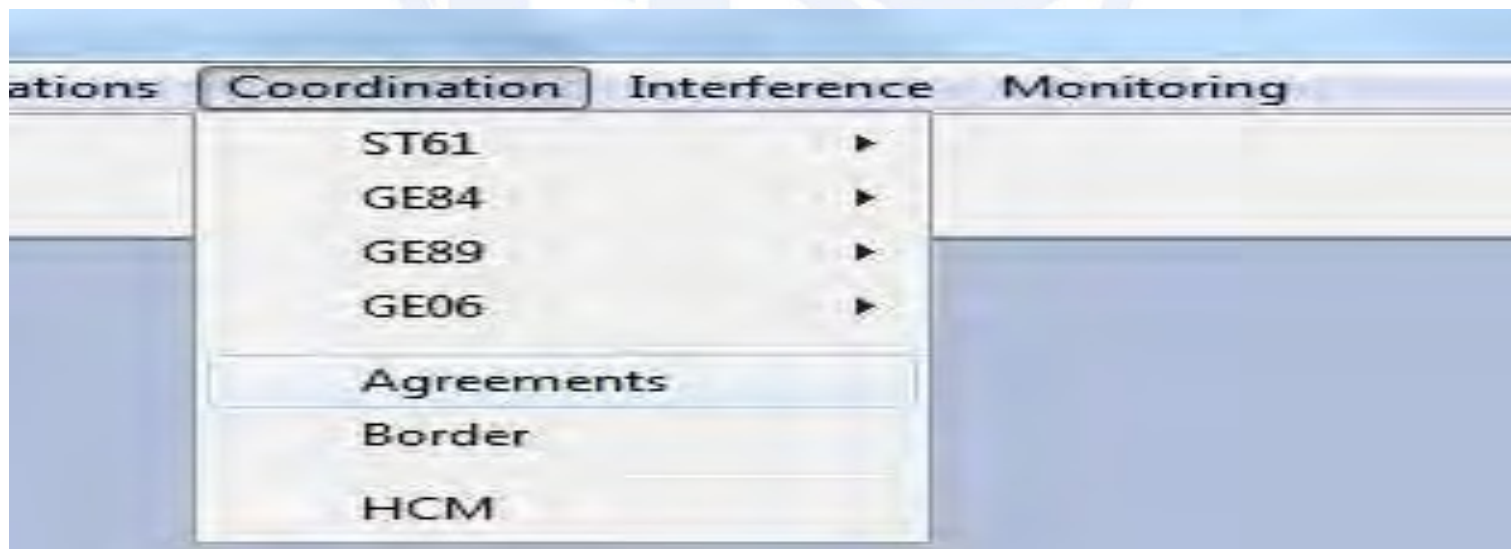 ations Coordination Interference Monitoring
ST61
GE84
GE89
GE06
Agreements
Border
HCM